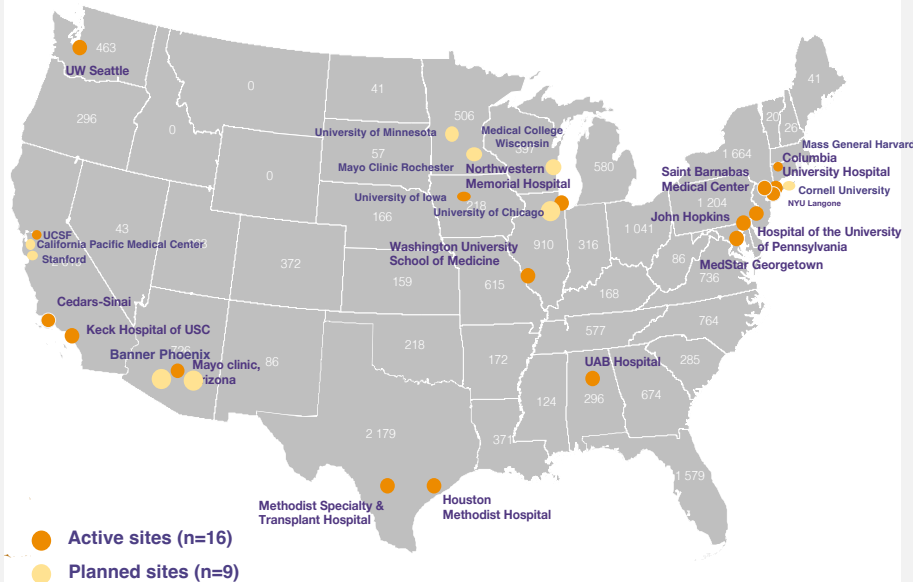 463
UW Seattle
296
0
0
41
506
University of Minnesota
Medical College
Wisconsin
57
Mayo Clinic Rochester
0
Northwestern
Memorial Hospital
580
University of Iowa
218
University of Chicago
166
41
20
26
1 664
Mass General Harvard
Columbia
University Hospital
Saint Barnabas
Medical Center
Cornell University
NYU Langone
1 204
John Hopkins
Hospital of the University
of Pennsylvania
MedStar Georgetown
1 041
86
736
UCSF
California Pacific Medical Center
Stanford
43
372
Washington University
School of Medicine
910
316
159
615
168
Cedars-Sinai
Keck Hospital of USC
Banner Phoenix
Mayo clinic,
rizona
86
218
577
764
172
UAB Hospital
285
124
296
674
371
2 179
1 579
Methodist Specialty &
Transplant Hospital
Houston
Methodist Hospital
Active sites (n=16)
Planned sites (n=9)